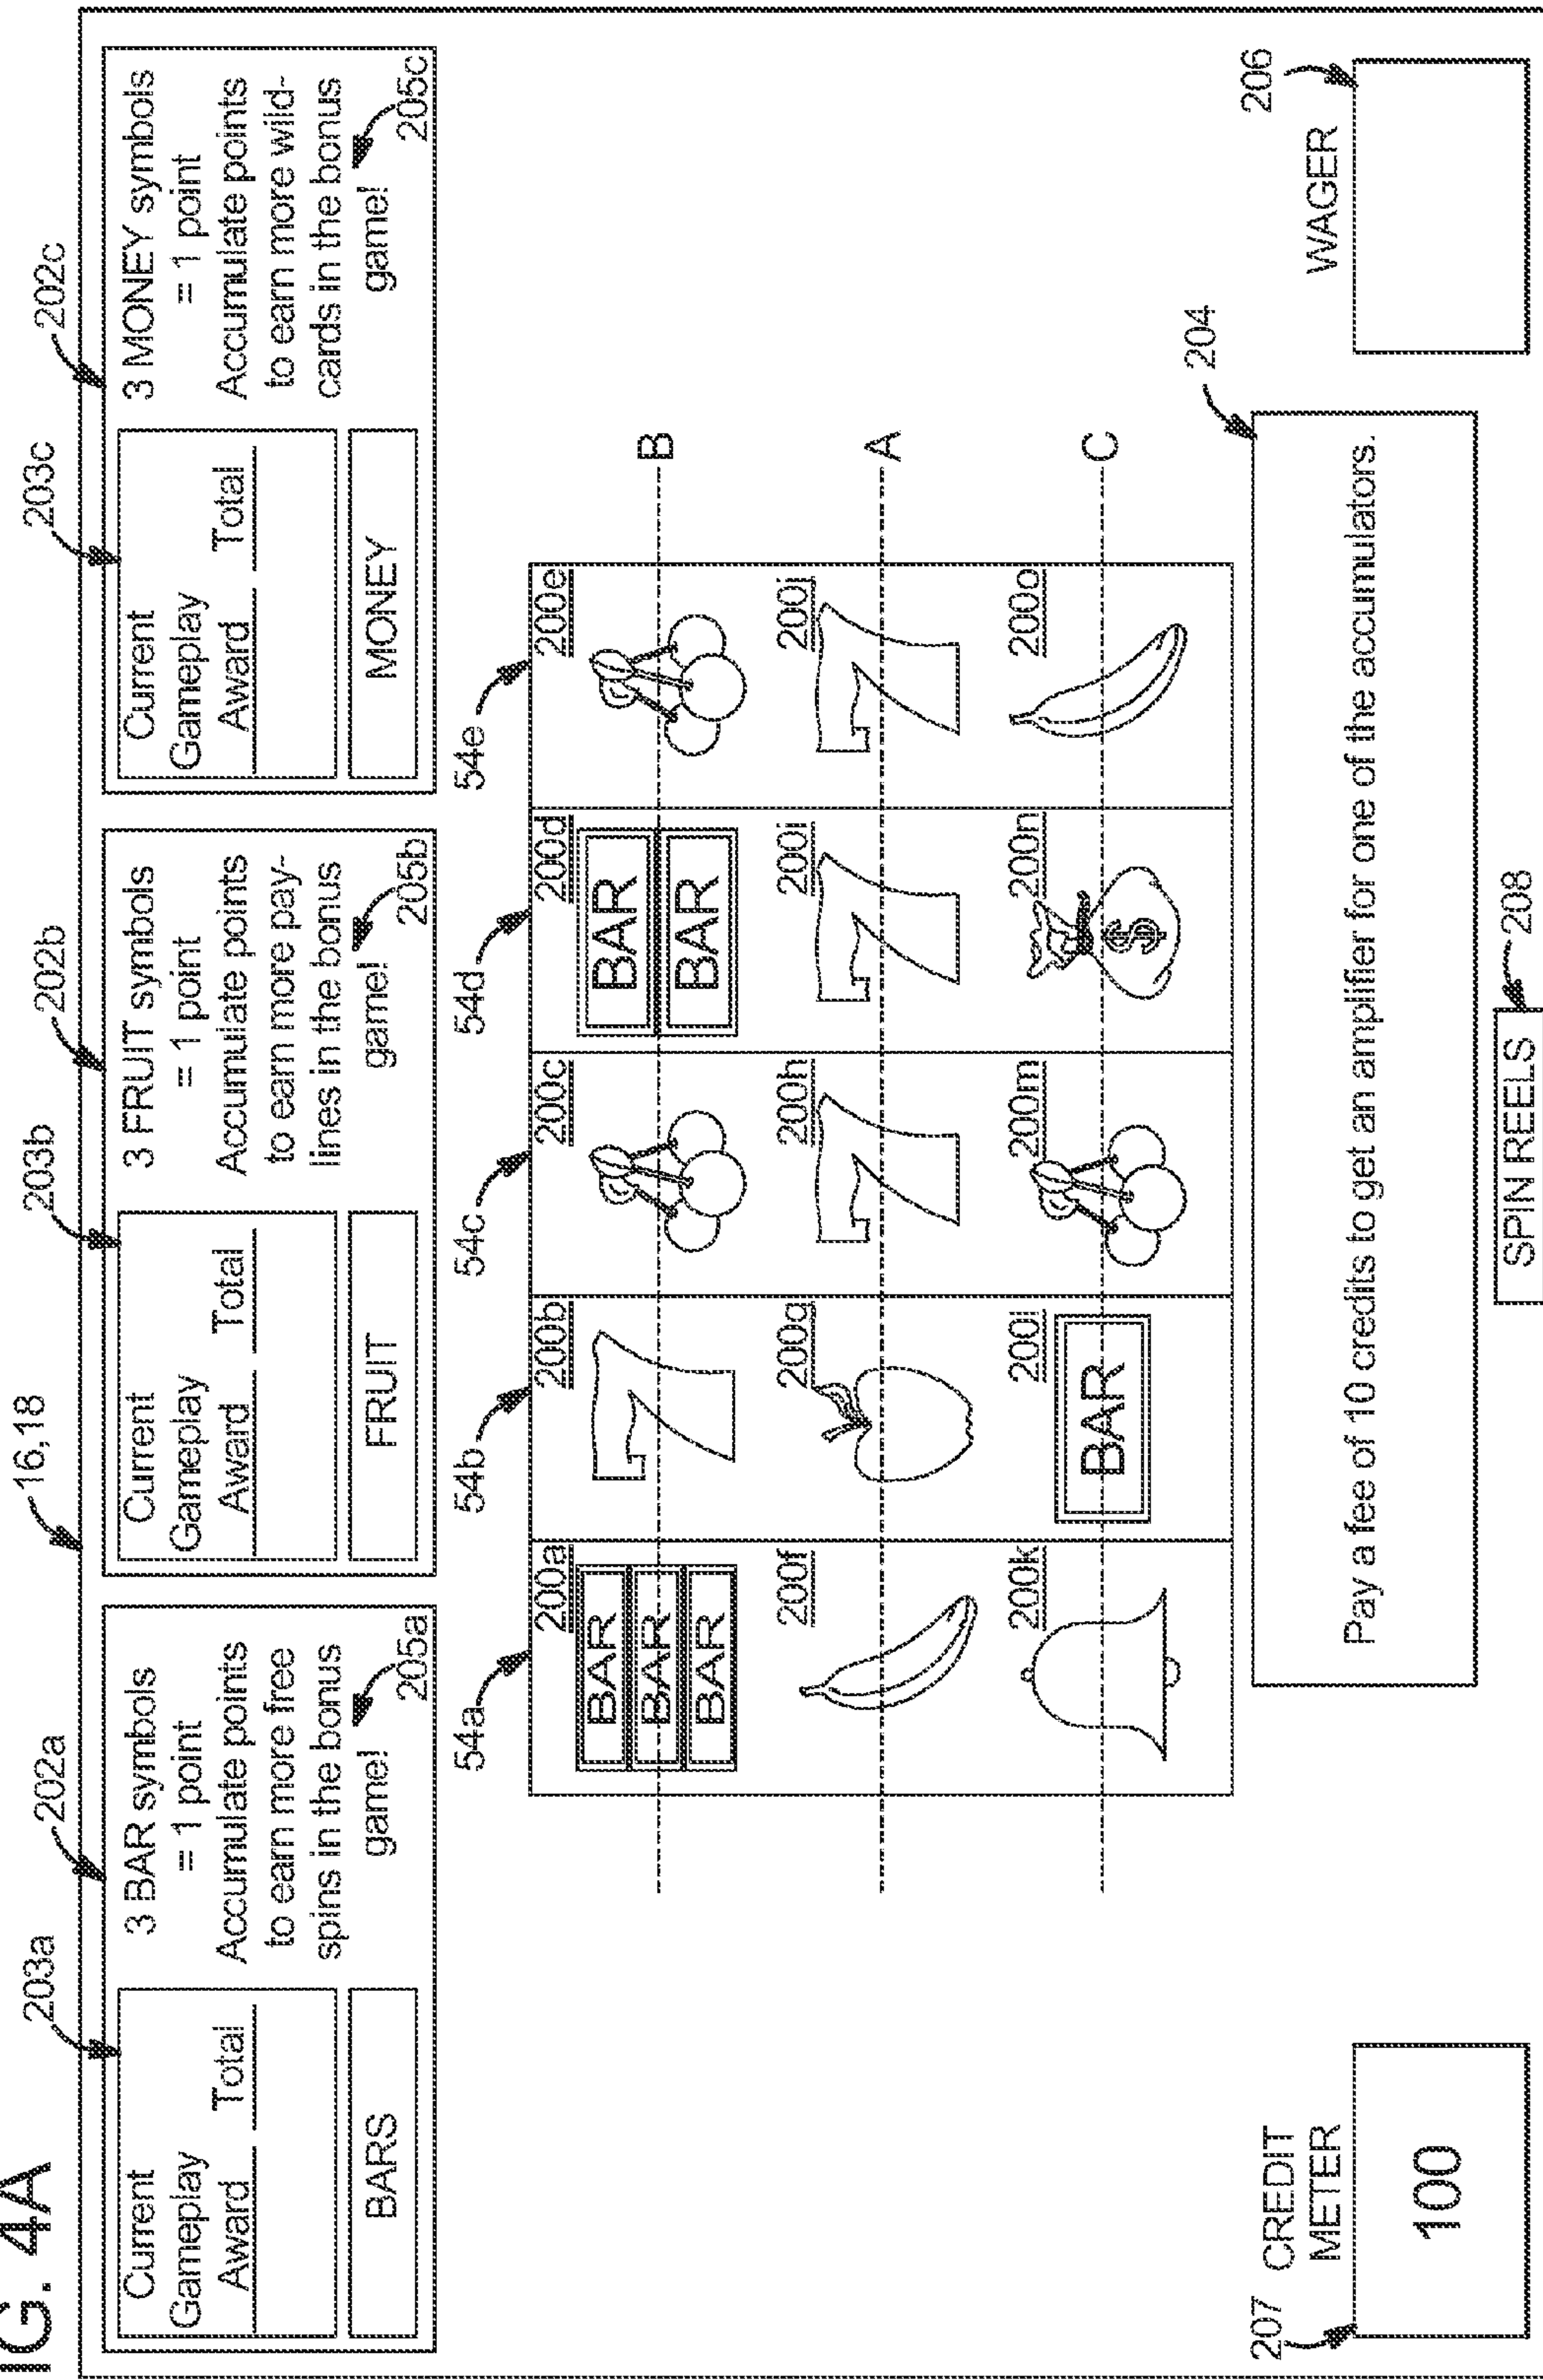 IG. 4A
16,18
203a
202a
203b
202b
203c
202c
Current
Gameplay
Award Total
BARS
3 BAR symbols
= 1 point
Accumulate points
to earn more free
spins in the bonus
game!
205a
Current
Gameplay
Award Total
FRUIT
3 FRUIT symbols
= 1 point
Accumulate points
to earn more pay-
lines in the bonus
game!
205b
Current
Gameplay
Award Total
MONEY
3 MONEY symbols
= 1 point
Accumulate points
to earn more wild-
cards in the bonus
game!
205c
54a 54b 54c 54d 54e
200a 200b 200c 200d 200e
BAR
BAR
BAR
BAR
BAR
B
200f 200g 200h 200i 200j
7 7 7 7
A
200k 200l 200m 200n 200o
BAR
$
C
204
Pay a fee of 10 credits to get an amplifier for one of the accumulators.
207 CREDIT
METER
100
SPIN REELS
208
WAGER
206